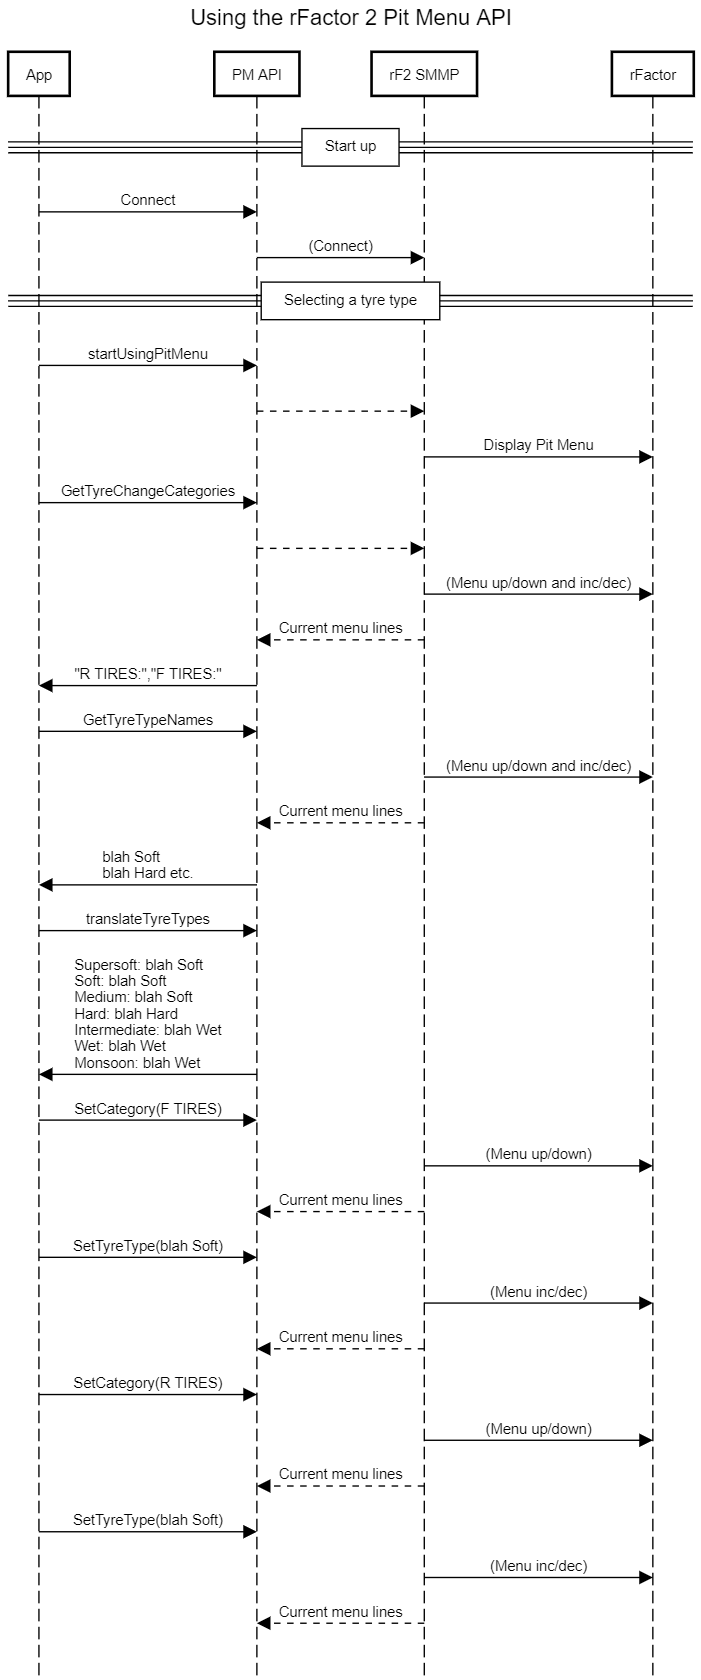 Using the rFactor 2 Pit Menu API
App
PM API
rF2 SMMP
rFactor
Start up
Connect
(Connect)
Selecting a tyre type
startUsingPitMenu
Display Pit Menu
GetTyreChangeCategories
(Menu up/down and inc/dec)
Current menu lines
"R TIRES:","F TIRES:"
GetTyreTypeNames
(Menu up/down and inc/dec)
Current menu lines
blah Soft
blah Hard etc.
translateTyreTypes
Supersoft: blah Soft
Soft: blah Soft
Medium: blah Soft
Hard: blah Hard
Intermediate: blah Wet
Wet: blah Wet
Monsoon: blah Wet
SetCategory(F TIRES)
(Menu up/down)
Current menu lines
SetTyreType(blah Soft)
(Menu inc/dec)
Current menu lines
SetCategory(R TIRES)
(Menu up/down)
Current menu lines
SetTyreType(blah Soft)
(Menu inc/dec)
Current menu lines